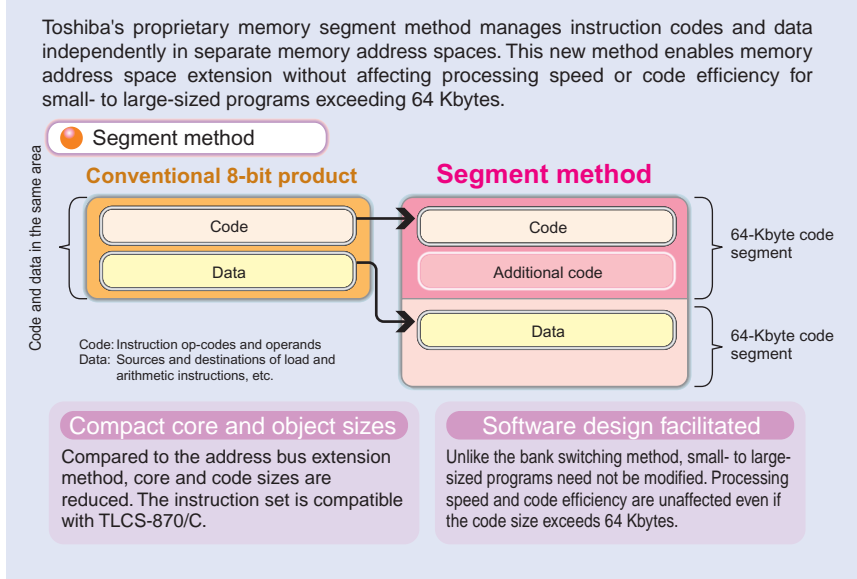 Toshiba's proprietary memory segment method manages instruction codes and data
independently in separate memory address spaces. This new method enables memory
address space extension without affecting processing speed or code efficiency for
small- to large-sized programs exceeding 64 Kbytes.
Segment method
Code and data in the same area
Conventional 8-bit product
Code
Data
Code: Instruction op-codes and operands
Data: Sources and destinations of load and
arithmetic instructions, etc.
Segment method
Code
Additional code
Data
64-Kbyte code
segment
64-Kbyte code
segment
Compact core and object sizes
Compared to the address bus extension
method, core and code sizes are
reduced. The instruction set is compatible
with TLCS-870/C.
Software design facilitated
Unlike the bank switching method, small- to large-
sized programs need not be modified. Processing
speed and code efficiency are unaffected even if
the code size exceeds 64 Kbytes.